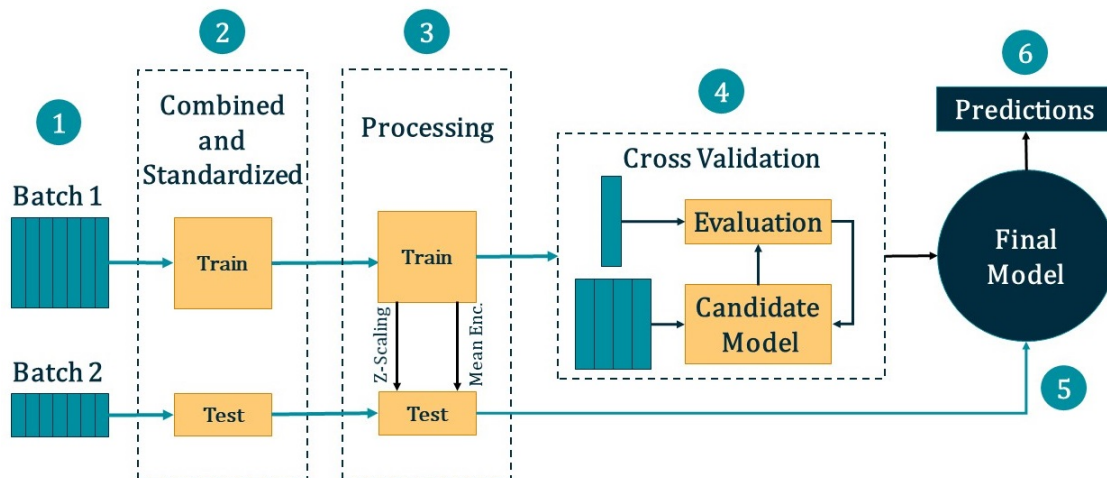 1
2
3
4
5
6
Batch 1
Batch 2
Combined
and
Standardized
Train
Test
Processing
Train
Z-Scaling
Mean Enc.
Test
Cross Validation
Evaluation
Candidate
Model
Final
Model
Predictions